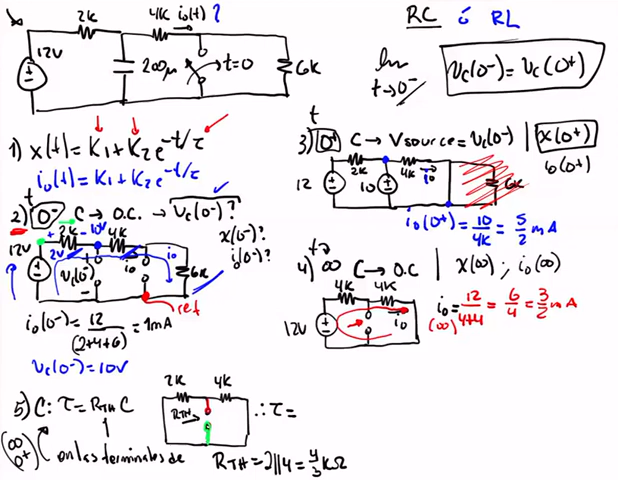 2K 4K i₀(t) ?
12V 200μ t=0 6K
RC ó RL
lim t→0⁻ Vc(0⁻) = Vc(0⁺)
1) x(t) = K₁ + K₂ e^-t/τ
i₀(t) = K₁ + K₂ e^-t/τ
t
2) 0⁻ C → O.C. → Vc(0⁻)?
x(0⁻)?
i₀(0⁻)?
12V + 2K - 10V 4K
2V Vc(0⁻) i₀ i₀ 6K
ref
i₀(0⁻) = 12/(2+4+6) = 1mA
Vc(0⁻) = 10V
t
3) 0⁺ C → Vsource = Vc(0⁻) | x(0⁺)
i₀(0⁺)
12 2K 10 4K i₀ 6K
i₀(0⁺) = 10/4K = 5/2 mA
t→
4) ∞ C → O.C | x(∞) ; i₀(∞)
12V 4K 4K i₀
i₀(∞) = 12/4+4 = 6/4 = 3/2 mA
5) C: τ = RTH C
2K 4K RTH
∴ τ =
(∞ 0⁺) en las terminales de
RTH = 2||4 = 4/3 kΩ